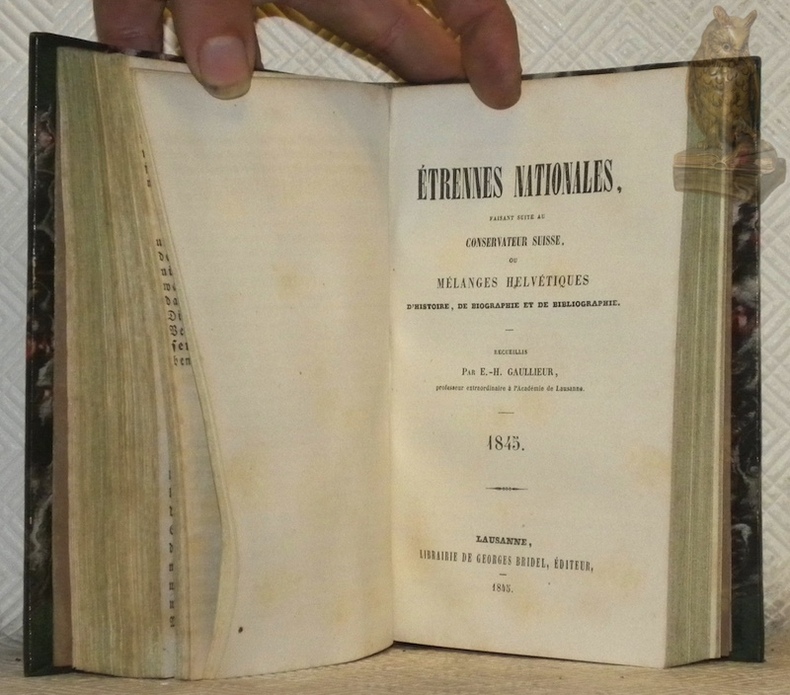 ÉTRENNES NATIONALES,
FAISANT SUITE AU
CONSERVATEUR SUISSE,
OU
MÉLANGES HELVÉTIQUES
D'HISTOIRE, DE BIOGRAPHIE ET DE BIBLIOGRAPHIE.
RECUEILLIS
PAR E.-H. GAULLIEUR,
professeur extraordinaire à l'Académie de Lausanne.
1845.
LAUSANNE,
LIBRAIRIE DE GEORGES BRIDEL, ÉDITEUR,
1845.